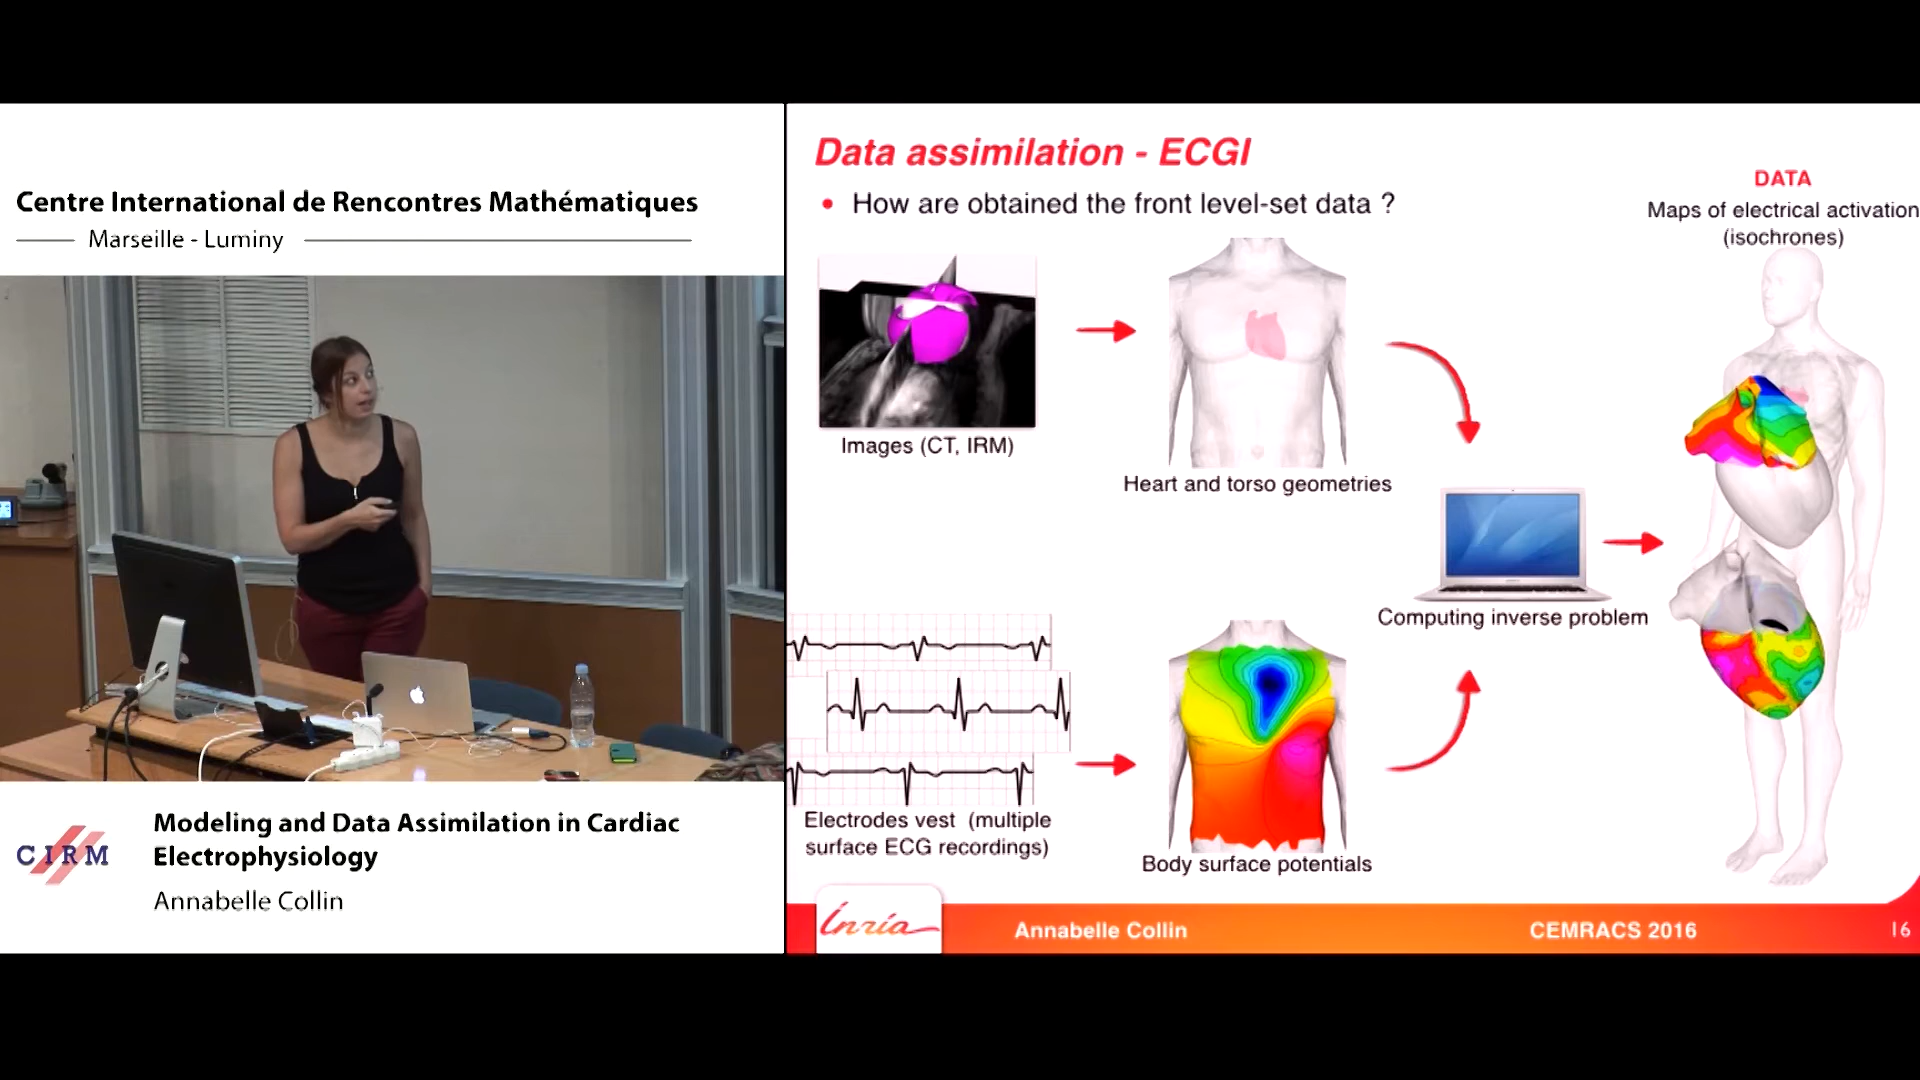 Centre International de Rencontres Mathématiques
Marseille - Luminy
CIRM
Modeling and Data Assimilation in Cardiac
Electrophysiology
Annabelle Collin
Data assimilation - ECGI
• How are obtained the front level-set data ?
DATA
Maps of electrical activation
(isochrones)
Images (CT, IRM)
Heart and torso geometries
Computing inverse problem
Electrodes vest (multiple
surface ECG recordings)
Body surface potentials
Inria
Annabelle Collin
CEMRACS 2016
16